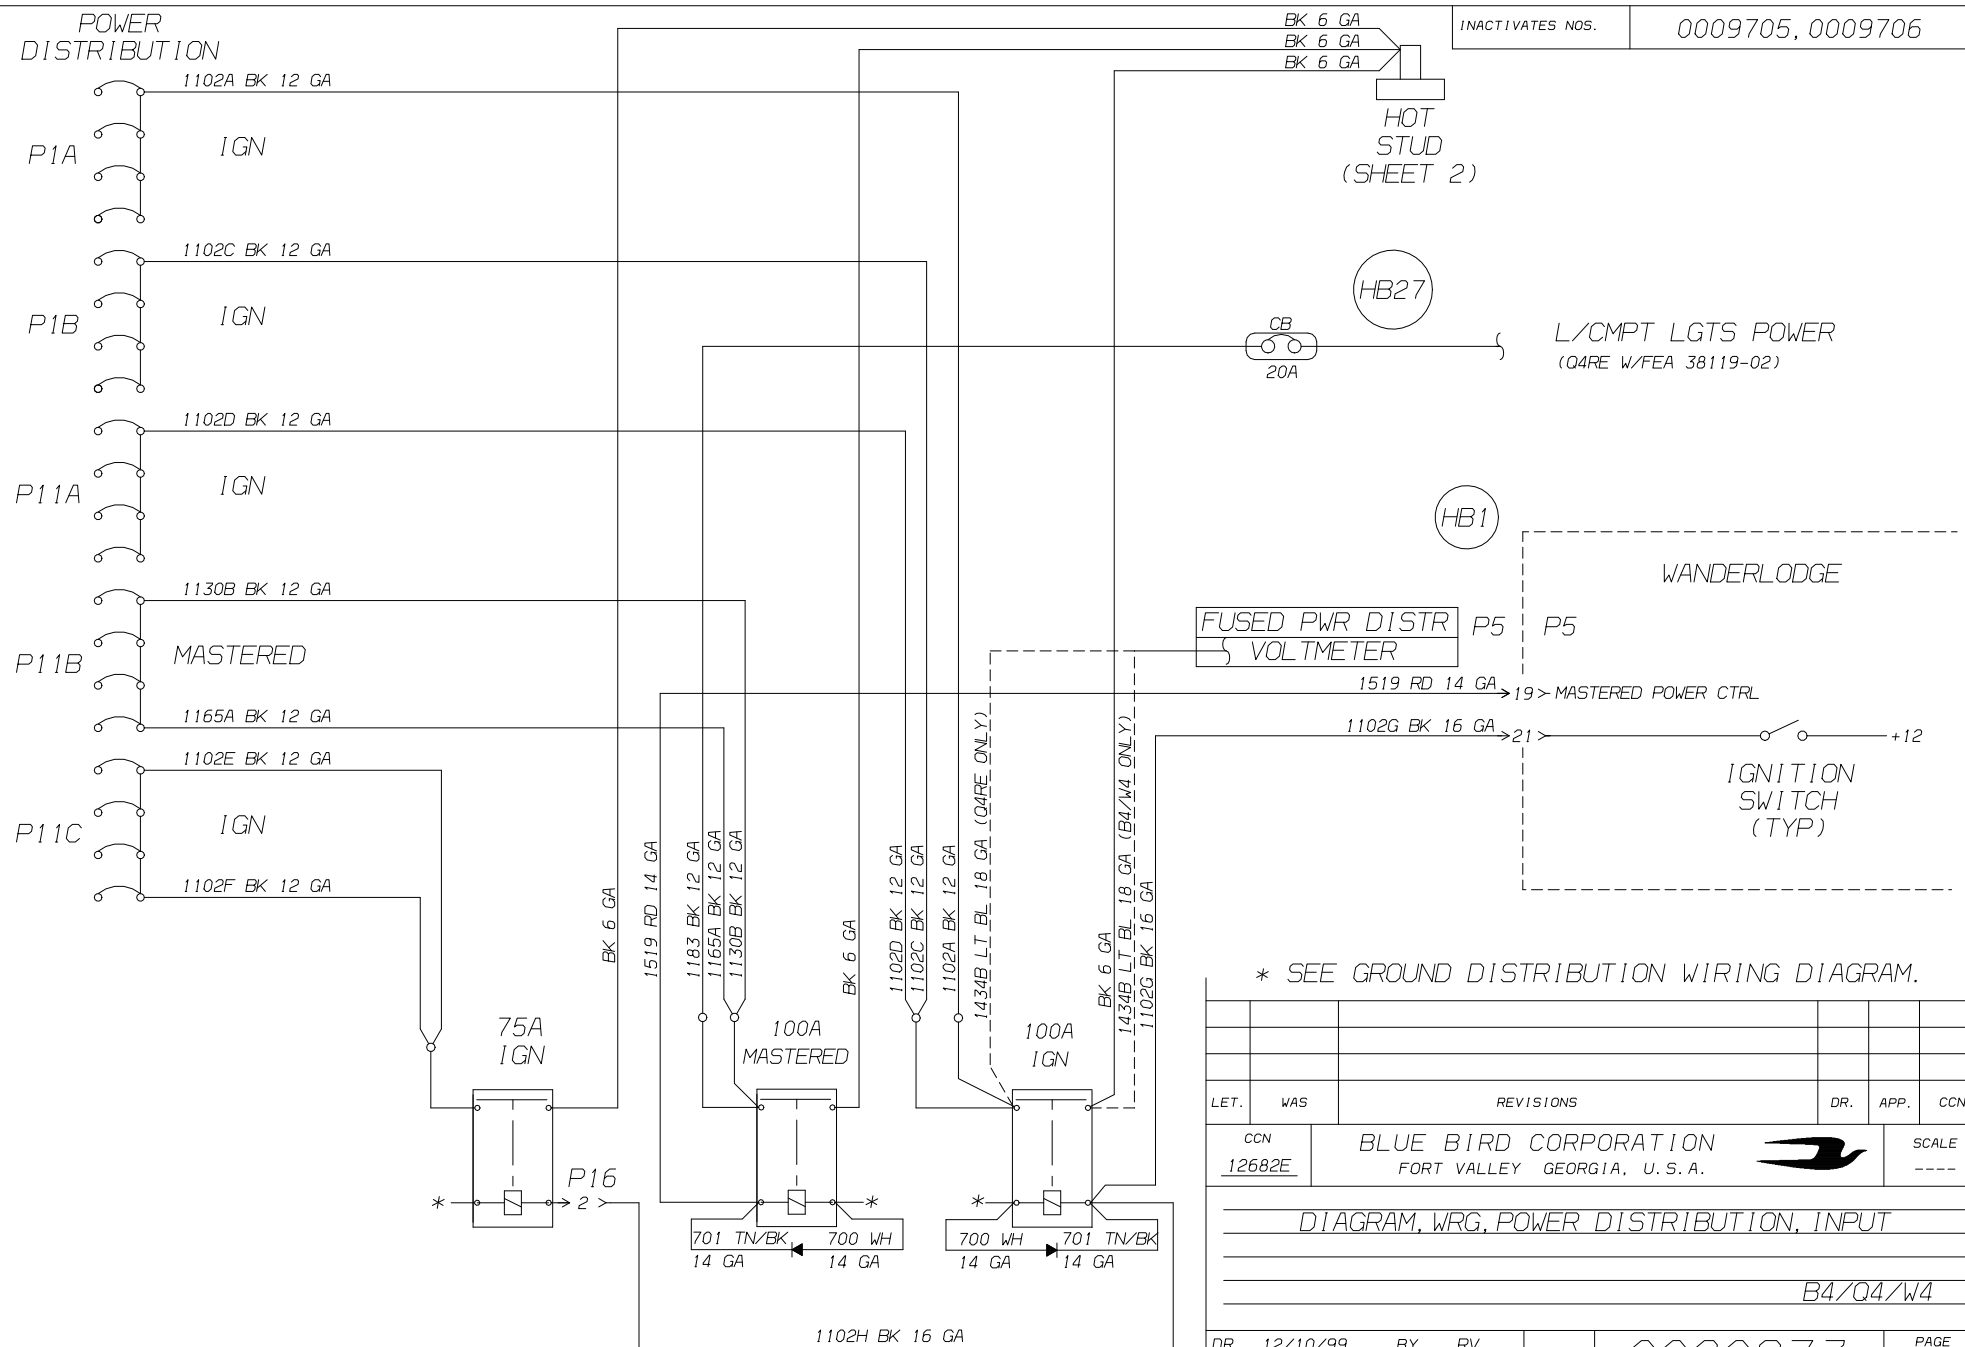 POWER
DISTRIBUTION
BK 6 GA
BK 6 GA
BK 6 GA
INACTIVATES NOS.
0009705, 0009706
1102A BK 12 GA
P1A
IGN
HOT
STUD
(SHEET 2)
1102C BK 12 GA
P1B
IGN
HB27
CB
20A
L/CMPT LGTS POWER
(Q4RE W/FEA 38119-02)
1102D BK 12 GA
P11A
IGN
HB1
WANDERLODGE
1130B BK 12 GA
P11B
MASTERED
FUSED PWR DISTR
VOLTMETER
P5
P5
1519 RD 14 GA
19
MASTERED POWER CTRL
1165A BK 12 GA
1102G BK 16 GA
21
+12
IGNITION
SWITCH
(TYP)
1102E BK 12 GA
P11C
IGN
1102F BK 12 GA
BK 6 GA
1519 RD 14 GA
1183 BK 12 GA
1165A BK 12 GA
1130B BK 12 GA
BK 6 GA
1102D BK 12 GA
1102C BK 12 GA
1102A BK 12 GA
1434B LT BL 18 GA (Q4RE ONLY)
BK 6 GA
1434B LT BL 18 GA (B4/W4 ONLY)
1102G BK 16 GA
* SEE GROUND DISTRIBUTION WIRING DIAGRAM.
75A
IGN
100A
MASTERED
100A
IGN
LET.
WAS
REVISIONS
DR.
APP.
CCN
CCN
12682E
BLUE BIRD CORPORATION
FORT VALLEY GEORGIA, U.S.A.
SCALE
----
*
P16
2
*
*
701 TN/BK
14 GA
700 WH
14 GA
700 WH
14 GA
701 TN/BK
14 GA
DIAGRAM, WRG, POWER DISTRIBUTION, INPUT
B4/Q4/W4
1102H BK 16 GA
DR. 12/10/99 BY RV
PAGE